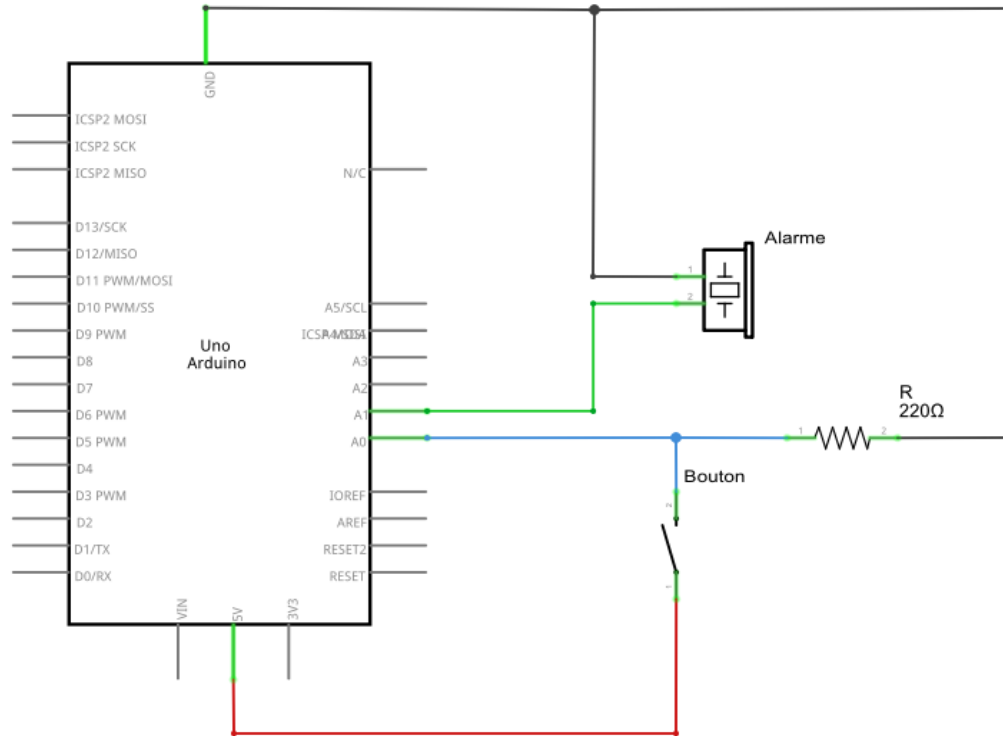 GND
ICSP2 MOSI
ICSP2 SCK
ICSP2 MISO
N/C
D13/SCK
D12/MISO
D11 PWM/MOSI
D10 PWM/SS
D9 PWM
D8
D7
D6 PWM
D5 PWM
D4
D3 PWM
D2
D1/TX
D0/RX
Uno
Arduino
A5/SCL
A3
A2
A1
A0
IOREF
AREF
RESET2
RESET
VIN
5V
3V3
Alarme
1
2
R
220Ω
1
2
Bouton
2
1